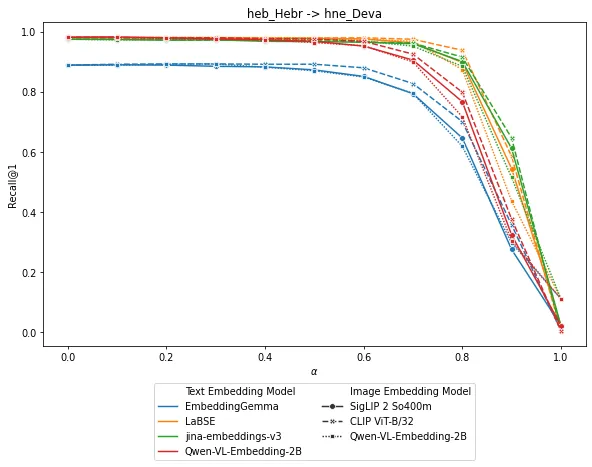 heb_Hebr -> hne_Deva
1.0
0.8
0.6
0.4
0.2
0.0
Recall@1
0.0 0.2 0.4 0.6 0.8 1.0
α
Text Embedding Model Image Embedding Model
EmbeddingGemma SigLIP 2 So400m
LaBSE CLIP ViT-B/32
jina-embeddings-v3 Qwen-VL-Embedding-2B
Qwen-VL-Embedding-2B